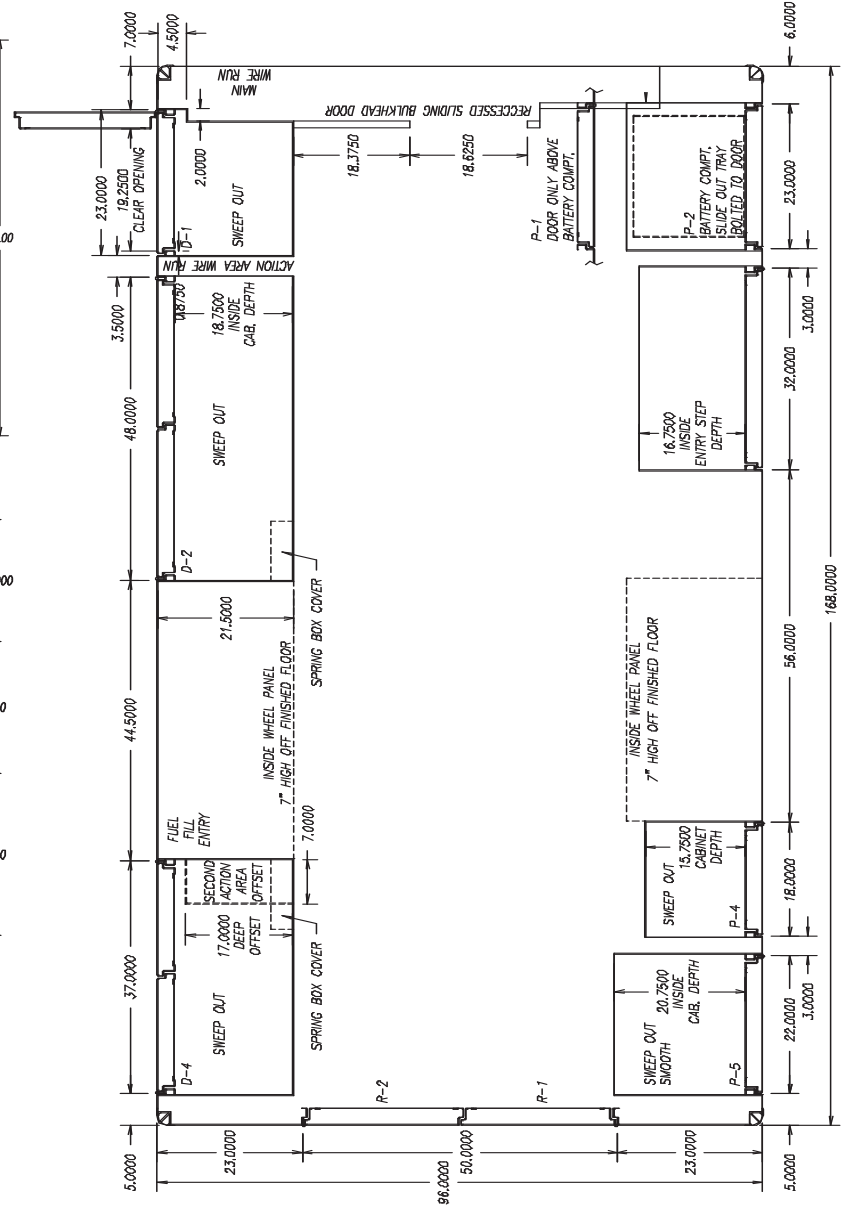 7.0000
4.5000
6.0000
MAIN
WIRE RUN
RECCESSED SLIDING BULKHEAD DOOR
23.0000
19.2500
CLEAR OPENING
2.0000
18.3750
18.6250
D-1
SWEEP OUT
P-1
DOOR ONLY ABOVE
BATTERY COMPT.
P-2
BATTERY COMPT.
SLIDE OUT TRAY
BOLTED TO DOOR
23.0000
ACTION AREA WIRE RUN
00
3.5000
0.8750
18.7500
INSIDE
CAB. DEPTH
3.0000
48.0000
SWEEP OUT
16.7500
INSIDE
ENTRY STEP
DEPTH
32.0000
D-2
SPRING BOX COVER
00
21.5000
168.0000
44.5000
INSIDE WHEEL PANEL
7" HIGH OFF FINISHED FLOOR
INSIDE WHEEL PANEL
7" HIGH OFF FINISHED FLOOR
56.0000
0
FUEL
FILL
ENTRY
7.0000
0
SECOND
ACTION
AREA
OFFSET
17.0000
DEEP
OFFSET
SWEEP OUT
15.7500
CABINET
DEPTH
P-4
18.0000
37.0000
SWEEP OUT
D-4
SPRING BOX COVER
20.7500
INSIDE
CAB. DEPTH
SWEEP OUT
SMOOTH
P-5
22.0000
3.0000
R-2
R-1
5.0000
23.0000
50.0000
23.0000
5.0000
96.0000